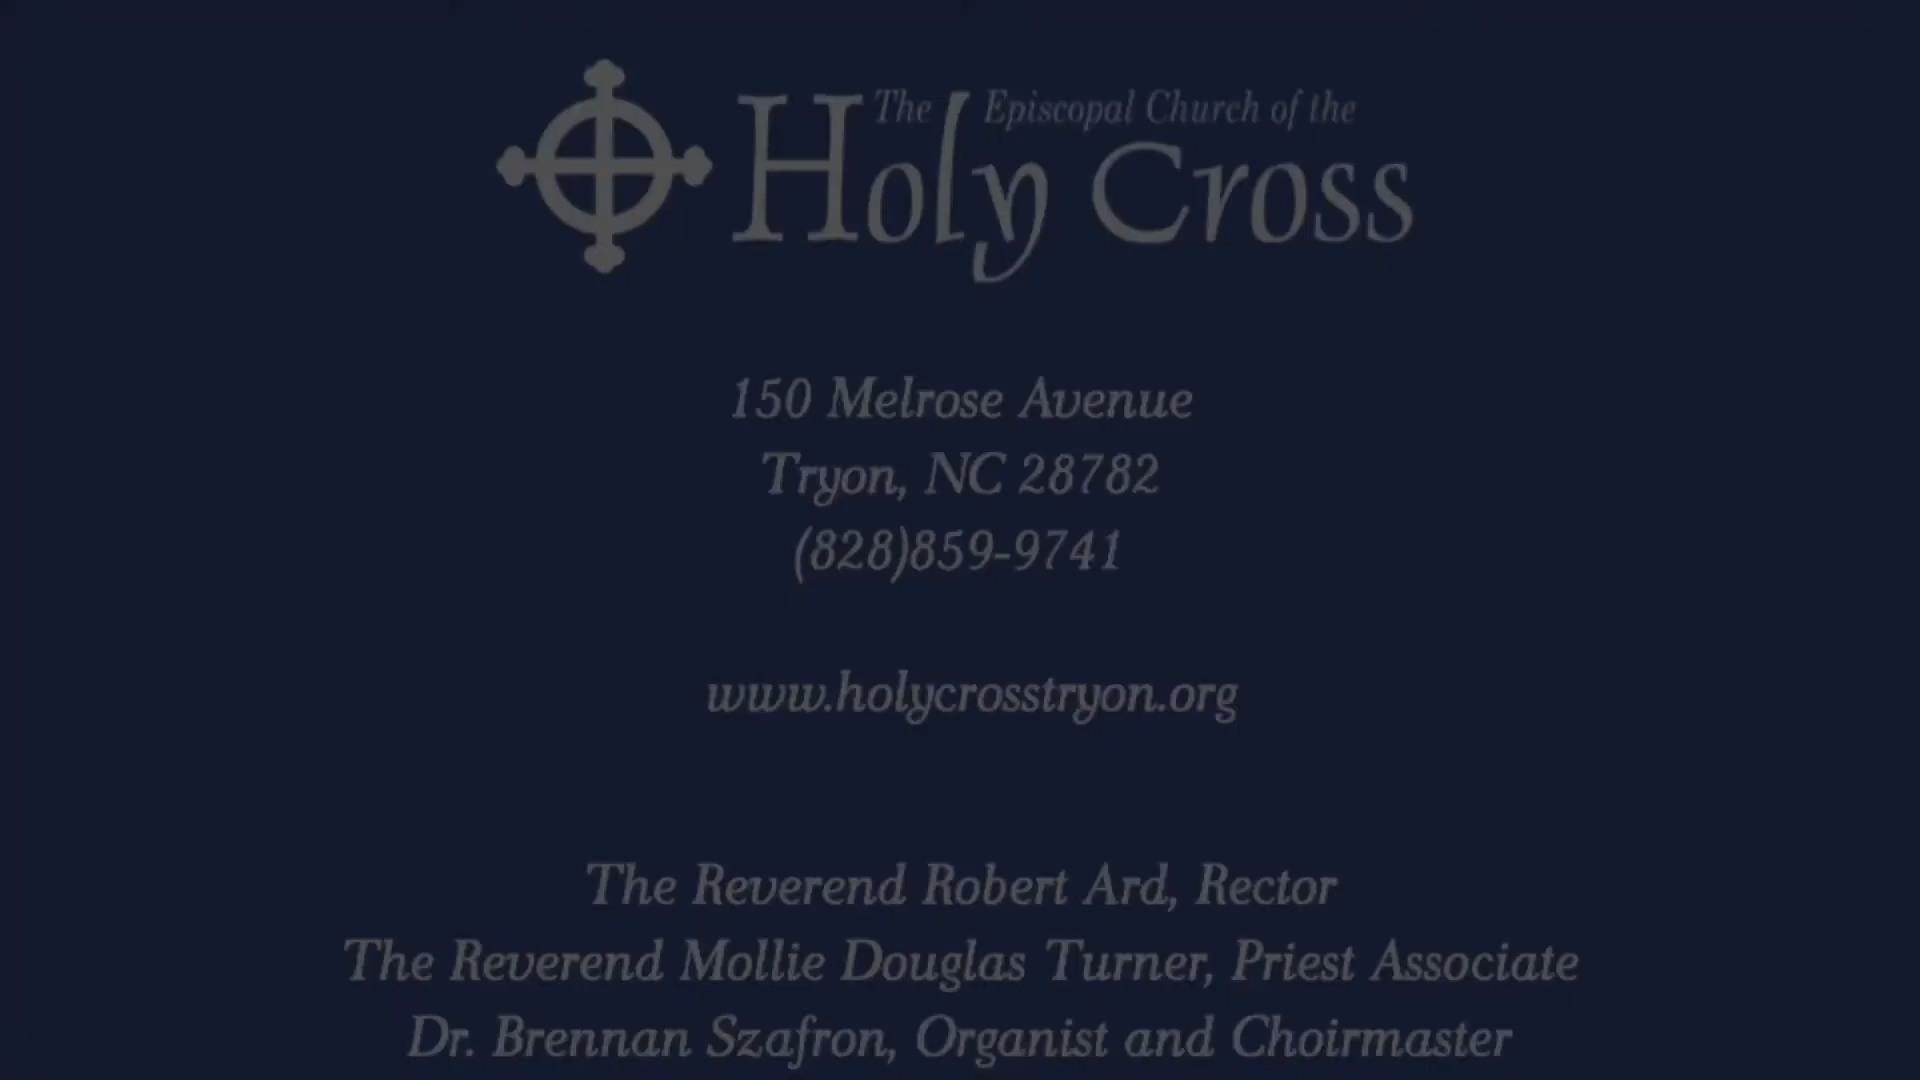 The Episcopal Church of the
Holy Cross
150 Melrose Avenue
Tryon, NC 28782
(828)859-9741
www.holycrosstryon.org
The Reverend Robert Ard, Rector
The Reverend Mollie Douglas Turner, Priest Associate
Dr. Brennan Szafron, Organist and Choirmaster